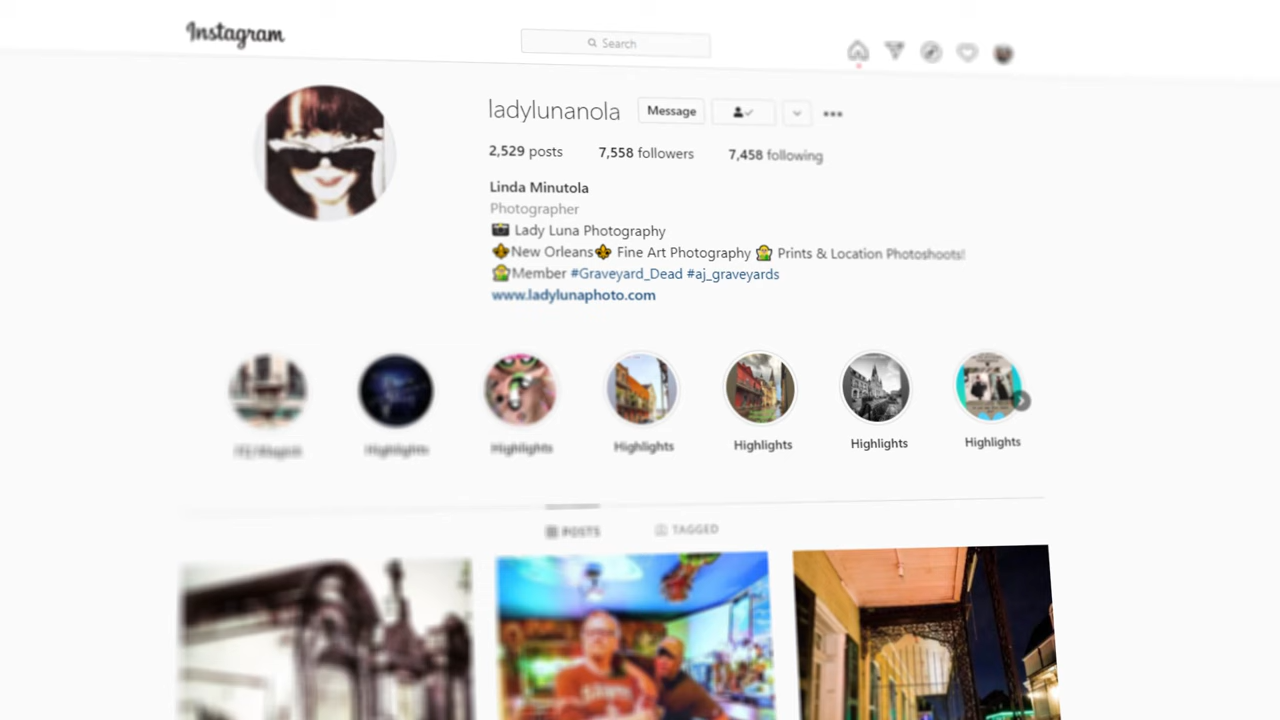 Instagram
Search
ladylunanola Message
2,529 posts 7,558 followers 7,458 following
Linda Minutola
Photographer
Lady Luna Photography
New Orleans Fine Art Photography Prints & Location Photoshoots!
Member #Graveyard_Dead #aj_graveyards
www.ladylunaphoto.com
Highlights Highlights Highlights Highlights Highlights Highlights
POSTS TAGGED